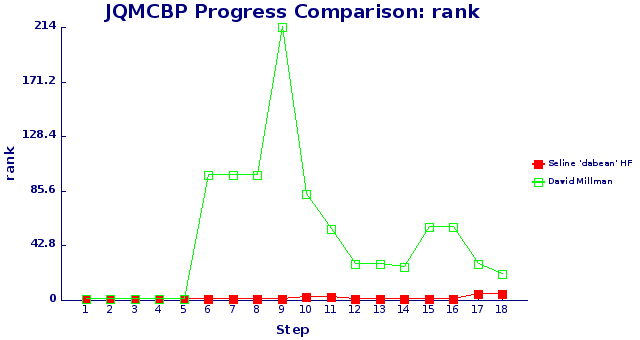 JQMCBP Progress Comparison: rank
214
171.2
128.4
85.6
42.8
0
rank
1 2 3 4 5 6 7 8 9 10 11 12 13 14 15 16 17 18
Step
Seline 'dabean' HF
David Millman